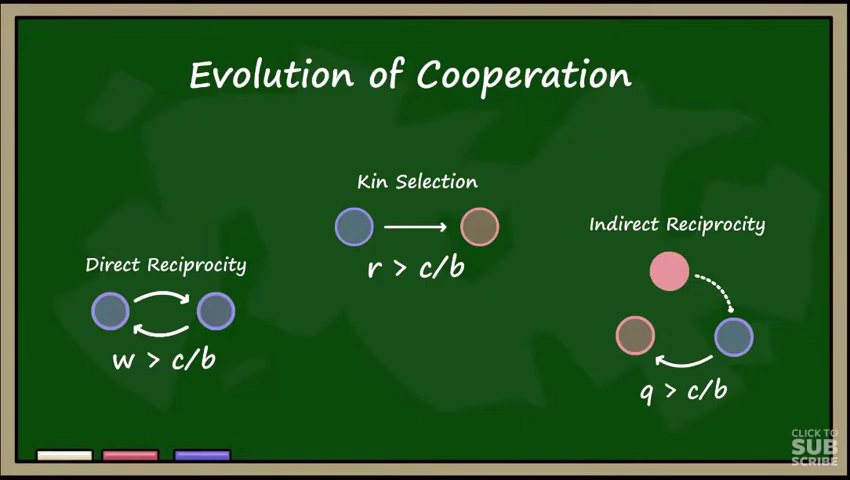 Evolution of Cooperation
Kin Selection
r > c/b
Indirect Reciprocity
q > c/b
Direct Reciprocity
w > c/b
CLICK TO
SUB
SCRIBE